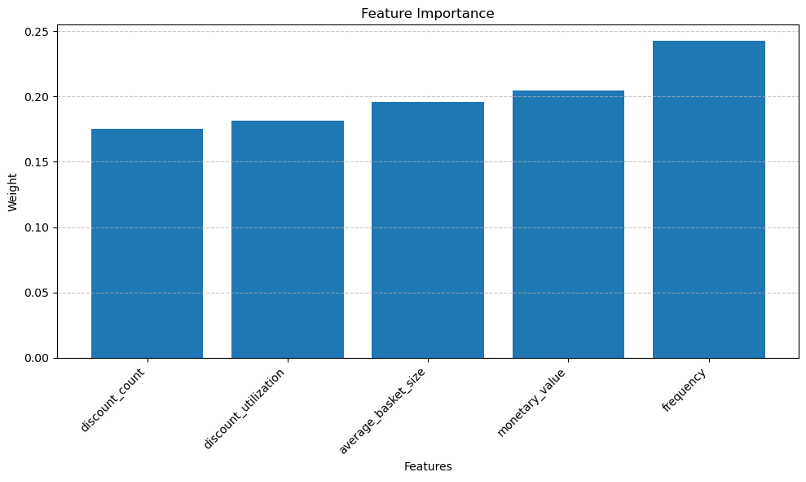 Feature Importance
0.25
0.20
0.15
0.10
0.05
0.00
Weight
discount_count
discount_utilization
average_basket_size
monetary_value
frequency
Features